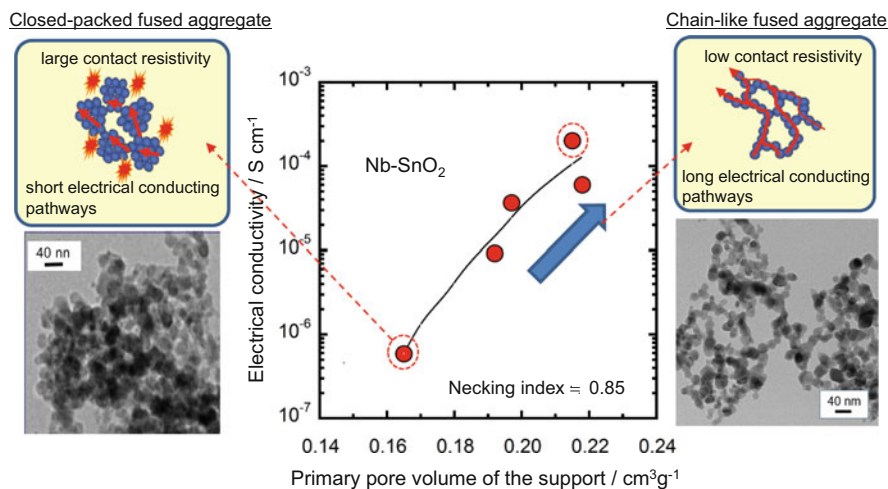 Closed-packed fused aggregate
large contact resistivity
short electrical conducting
pathways
40 nm
Chain-like fused aggregate
low contact resistivity
long electrical conducting
pathways
40 nm
Electrical conductivity / S cm⁻¹
10⁻³
10⁻⁴
10⁻⁵
10⁻⁶
10⁻⁷
Nb-SnO₂
Necking index ≒ 0.85
0.14 0.16 0.18 0.20 0.22 0.24
Primary pore volume of the support / cm³g⁻¹